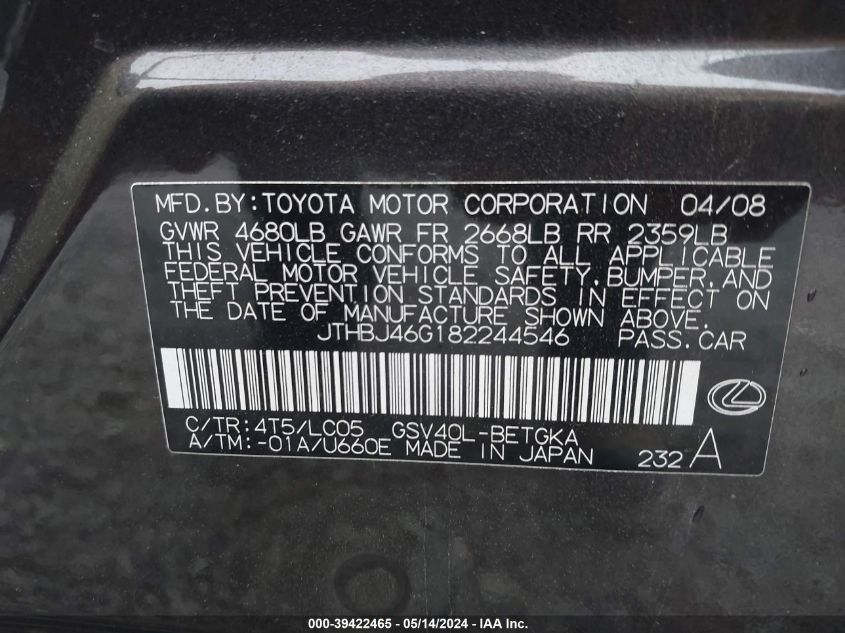 MFD.BY:TOYOTA MOTOR CORPORATION 04/08
GVWR 4680LB GAWR FR 2668LB RR 2359LB
THIS VEHICLE CONFORMS TO ALL APPLICABLE
FEDERAL MOTOR VEHICLE SAFETY,BUMPER,AND
THEFT PREVENTION STANDARDS IN EFFECT ON
THE DATE OF MANUFACTURE SHOWN ABOVE.
JTHBJ46G182244546 PASS.CAR
C/TR:4T5/LC05 GSV40L-BETGKA
A/TM:-01A/U660E MADE IN JAPAN 232 A
000-39422465 - 05/14/2024 - IAA Inc.